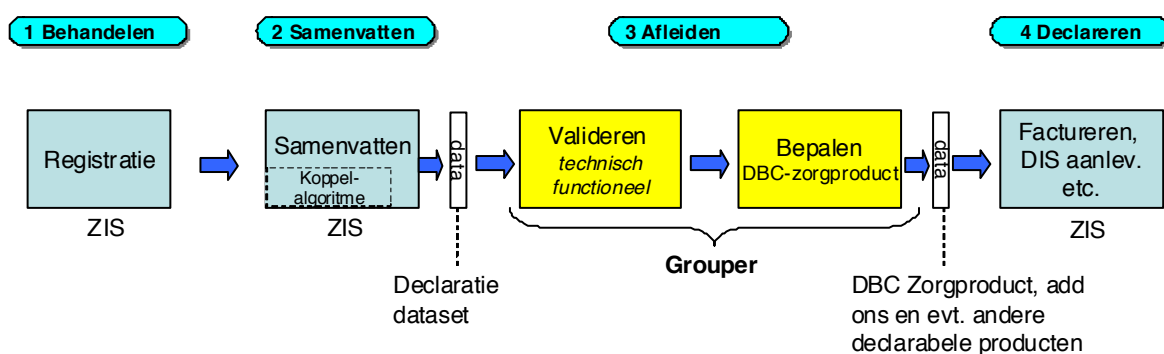 1 Behandelen
2 Samenvatten
3 Afleiden
4 Declareren
Registratie
ZIS
Samenvatten
Koppel-
algoritme
ZIS
data
Declaratie
dataset
Valideren
technisch
functioneel
Bepalen
DBC-zorgproduct
Grouper
data
DBC Zorgproduct, add
ons en evt. andere
declarabele producten
Factureren,
DIS aanlev.
etc.
ZIS